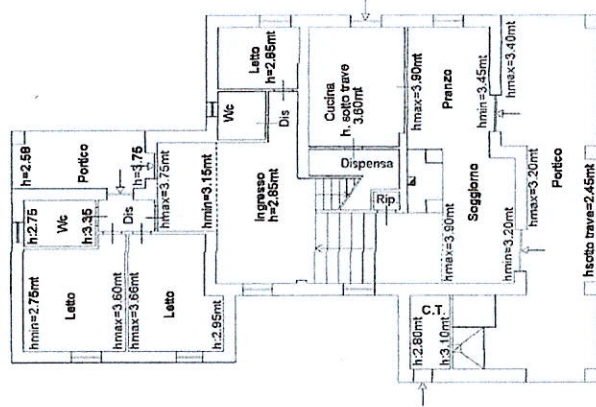 Letto
h=2.85mt
Wc
Dis
Cucina
h. sotto trave
3.60mt
hmax=3.90mt
Pranzo
hmin=3.45mt
hmax=3.40mt
h=2.58
Portico
h=3.75
hmax=3.75mt
hmin=3.15mt
Ingresso
h=2.85mt
Dispensa
Rip
Soggiorno
hmax=3.90mt
hmin=3.20mt
hmax=3.20mt
Portico
hsotto trave=2.45mt
h:2.75
Wc
h:3.35
Dis
hmin=2.75mt
Letto
hmax=3.60mt
hmax=3.66mt
Letto
h:2.95mt
C.T.
h:2.80mt
h:3.10mt